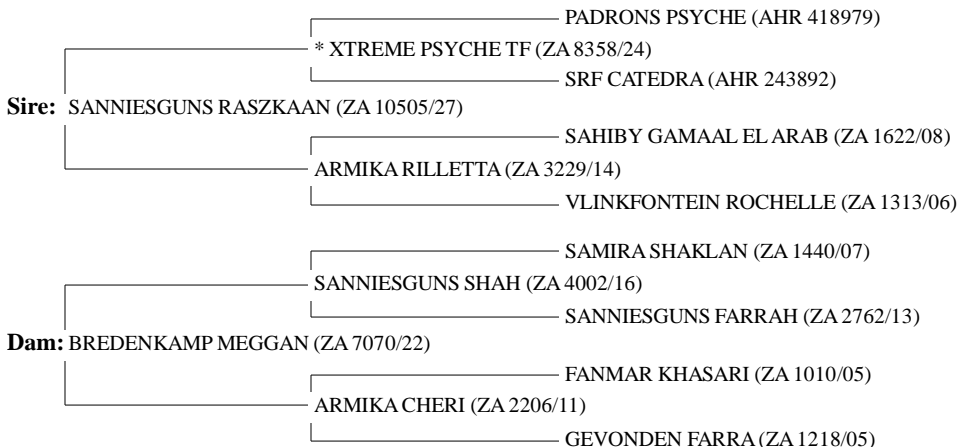 PADRONS PSYCHE (AHR 418979)
* XTREME PSYCHE TF (ZA 8358/24)
SRF CATEDRA (AHR 243892)
Sire: SANNIESGUNS RASZKAAN (ZA 10505/27)
SAHIBY GAMAAL EL ARAB (ZA 1622/08)
ARMIKA RILLETTA (ZA 3229/14)
VLINKFONTEIN ROCHELLE (ZA 1313/06)
SAMIRA SHAKLAN (ZA 1440/07)
SANNIESGUNS SHAH (ZA 4002/16)
SANNIESGUNS FARRAH (ZA 2762/13)
Dam: BREDENKAMP MEGGAN (ZA 7070/22)
FANMAR KHASARI (ZA 1010/05)
ARMIKA CHERI (ZA 2206/11)
GEVONDEN FARRA (ZA 1218/05)